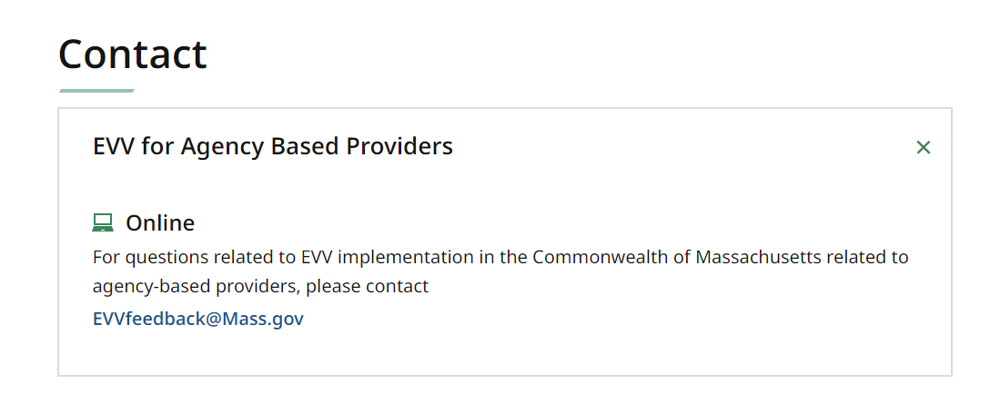 Contact
EVV for Agency Based Providers
Online
For questions related to EVV implementation in the Commonwealth of Massachusetts related to
agency-based providers, please contact
EVVfeedback@Mass.gov